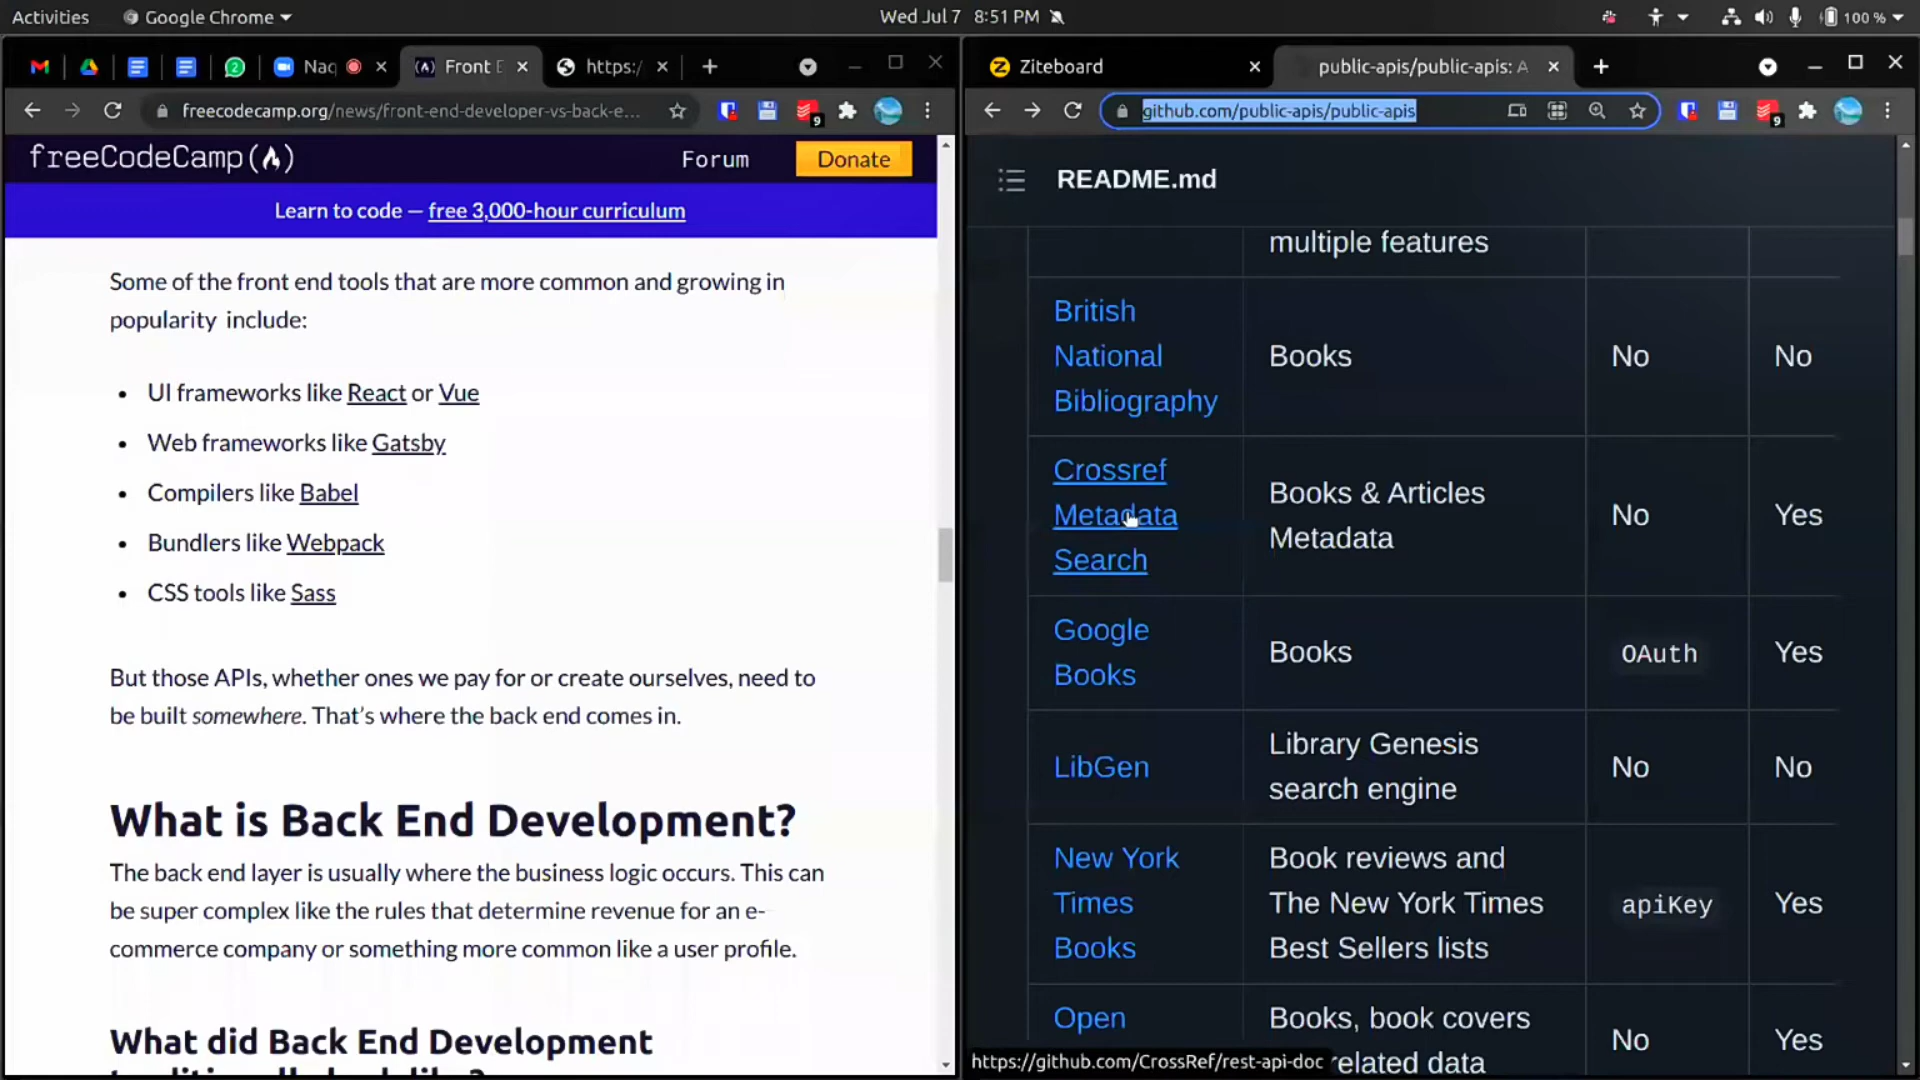 Activities
Google Chrome
Wed Jul 7 8:51 PM
100 %
Naq
Front E
https:/
freecodecamp.org/news/front-end-developer-vs-back-e...
9
freeCodeCamp
Forum
Donate
Learn to code — free 3,000-hour curriculum
Some of the front end tools that are more common and growing in
popularity include:
• UI frameworks like React or Vue
• Web frameworks like Gatsby
• Compilers like Babel
• Bundlers like Webpack
• CSS tools like Sass
But those APIs, whether ones we pay for or create ourselves, need to
be built somewhere. That's where the back end comes in.
What is Back End Development?
The back end layer is usually where the business logic occurs. This can
be super complex like the rules that determine revenue for an e-
commerce company or something more common like a user profile.
What did Back End Development
Ziteboard
public-apis/public-apis: A
github.com/public-apis/public-apis
9
README.md
multiple features
British
National
Bibliography
Books
No
No
Crossref
Metadata
Search
Books & Articles
Metadata
No
Yes
Google
Books
Books
OAuth
Yes
LibGen
Library Genesis
search engine
No
No
New York
Times
Books
Book reviews and
The New York Times
Best Sellers lists
apiKey
Yes
Open
Books, book covers
related data
No
Yes
https://github.com/CrossRef/rest-api-doc